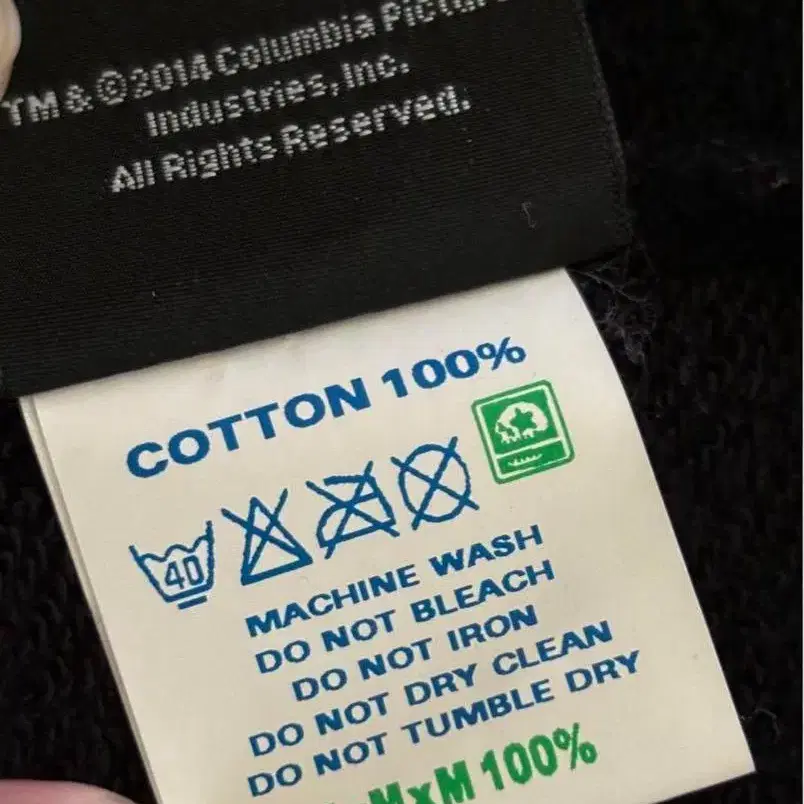 TM & ©2014 Columbia
Industries, Inc.
All Rights Reserved.
COTTON 100%
40
MACHINE WASH
DO NOT BLEACH
DO NOT IRON
DO NOT DRY CLEAN
DO NOT TUMBLE DRY
MxM 100%